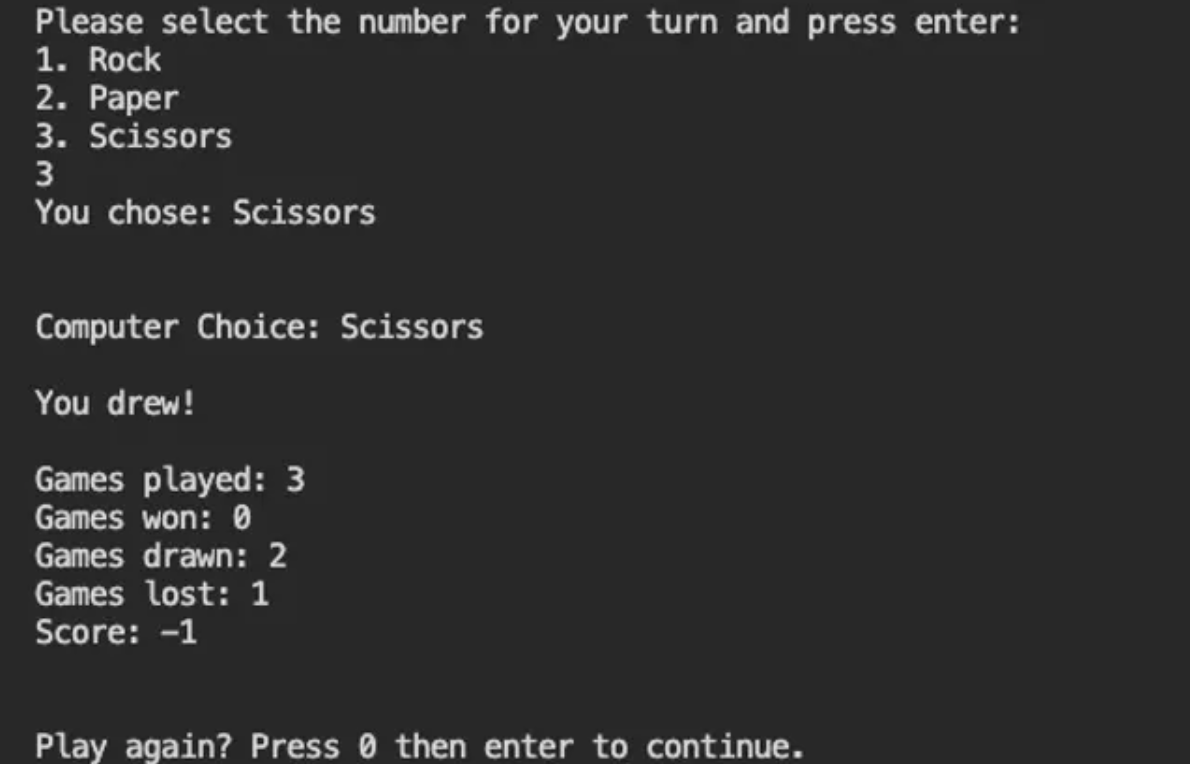 Please select the number for your turn and press enter:
1. Rock
2. Paper
3. Scissors
3
You chose: Scissors
Computer Choice: Scissors
You drew!
Games played: 3
Games won: 0
Games drawn: 2
Games lost: 1
Score: -1
Play again? Press 0 then enter to continue.